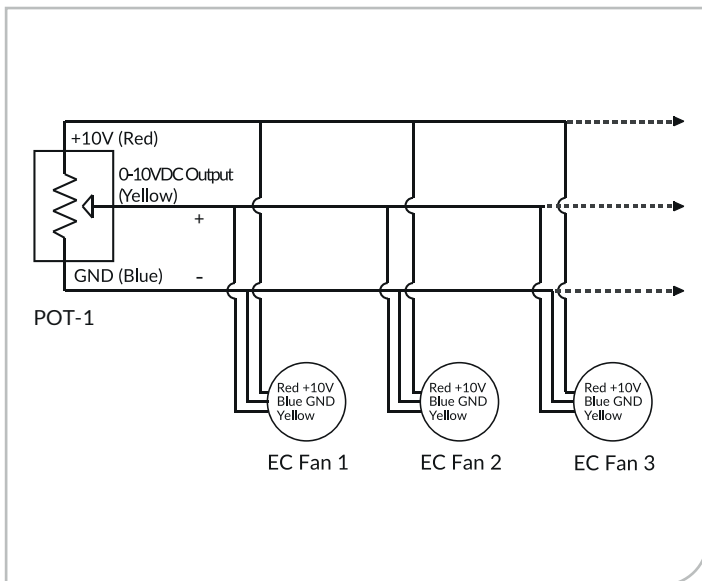 +10V (Red)
0-10VDC Output
(Yellow)
+
GND (Blue)
-
POT-1
Red +10V
Blue GND
Yellow
EC Fan 1
Red +10V
Blue GND
Yellow
EC Fan 2
Red +10V
Blue GND
Yellow
EC Fan 3